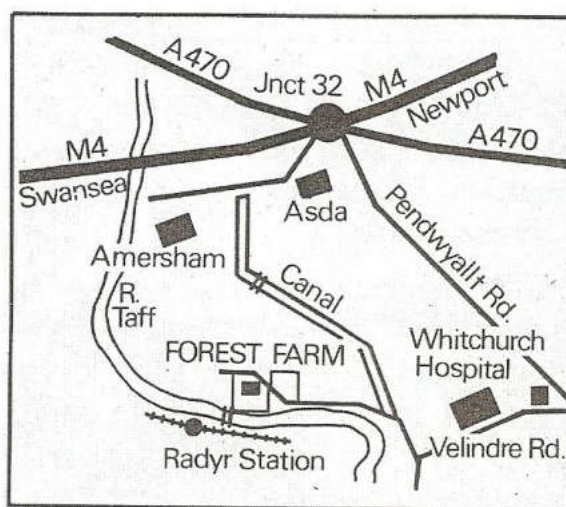 A470
Jnct 32
M4
Newport
A470
M4
Swansea
Asda
Pendwyallt Rd.
Amersham
Canal
R.
Taff
Whitchurch
Hospital
FOREST FARM
Velindre Rd.
Radyr Station